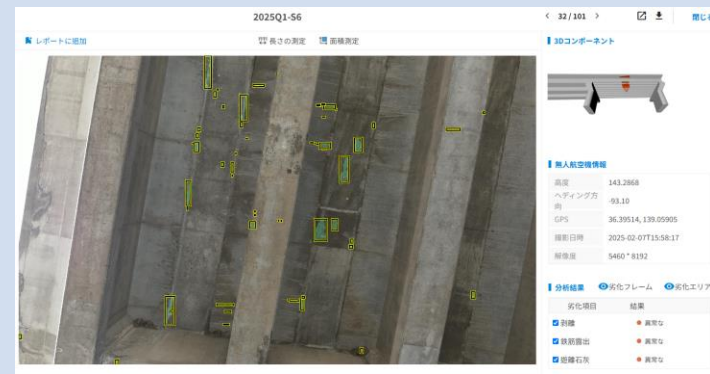 2025Q1-S6
32 / 101
閉じ
レポートに追加
長さの測定
面積測定
3Dコンポーネント
無人航空機情報
高度 143.2868
ヘディング方向 -93.10
GPS 36.39514, 139.05905
撮影日時 2025-02-07T15:58:17
解像度 5460 * 8192
分析結果 劣化フレーム 劣化エリア
劣化項目 結果
剥離 異常な
鉄筋露出 異常な
遊離石灰 異常な